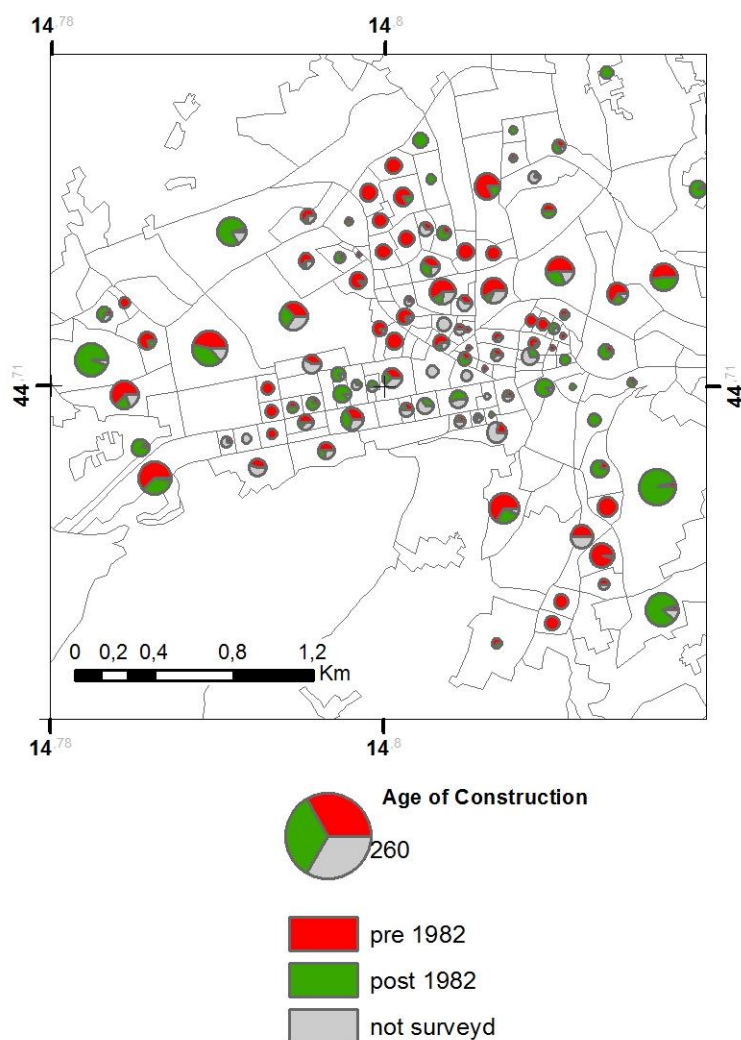 14.78 14.8
44.71 44.71
0 0,2 0,4 0,8 1,2
Km
14.78 14.8
Age of Construction
260
pre 1982
post 1982
not surveyd